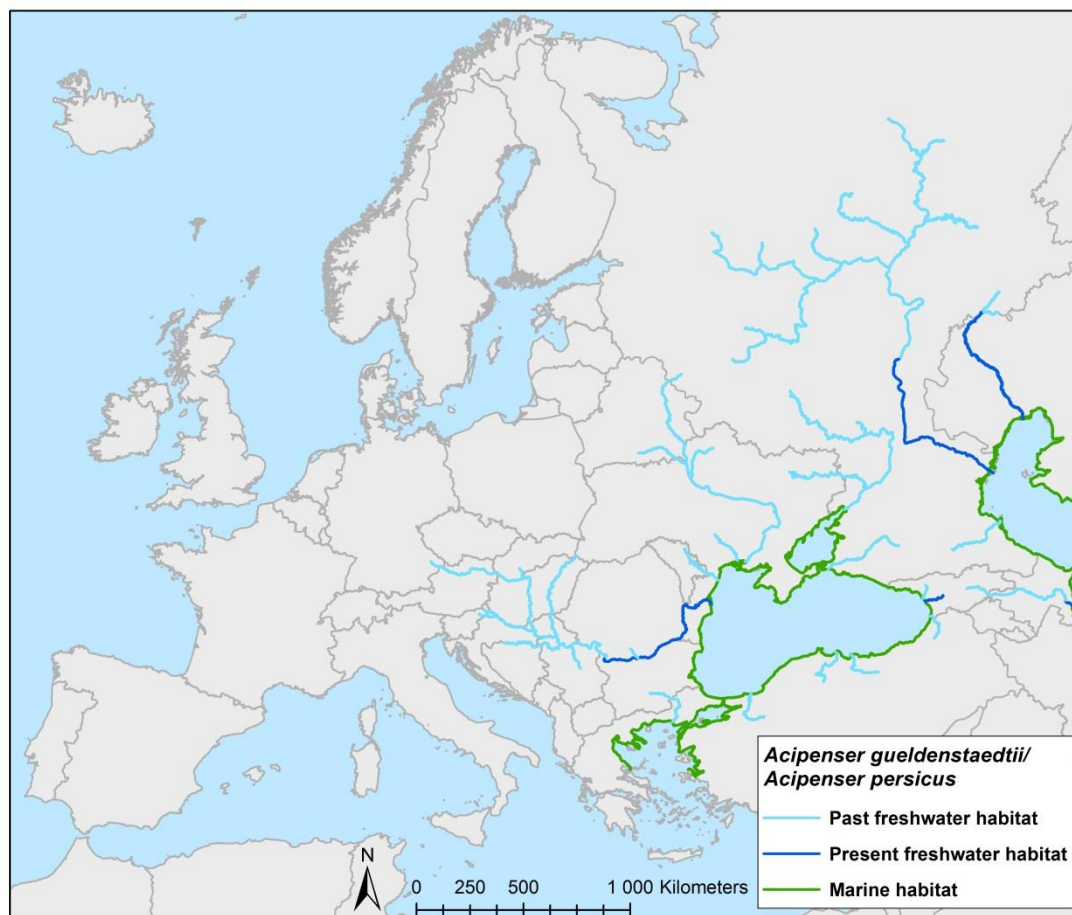 Acipenser gueldenstaedtii/
Acipenser persicus
Past freshwater habitat
Present freshwater habitat
Marine habitat
N
0 250 500 1 000 Kilometers